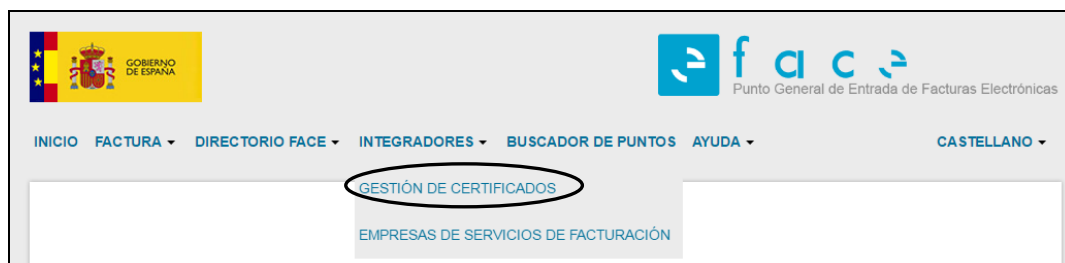 GOBIERNO
DE ESPAÑA
face
Punto General de Entrada de Facturas Electrónicas
INICIO FACTURA DIRECTORIO FACE INTEGRADORES BUSCADOR DE PUNTOS AYUDA CASTELLANO
GESTIÓN DE CERTIFICADOS
EMPRESAS DE SERVICIOS DE FACTURACIÓN